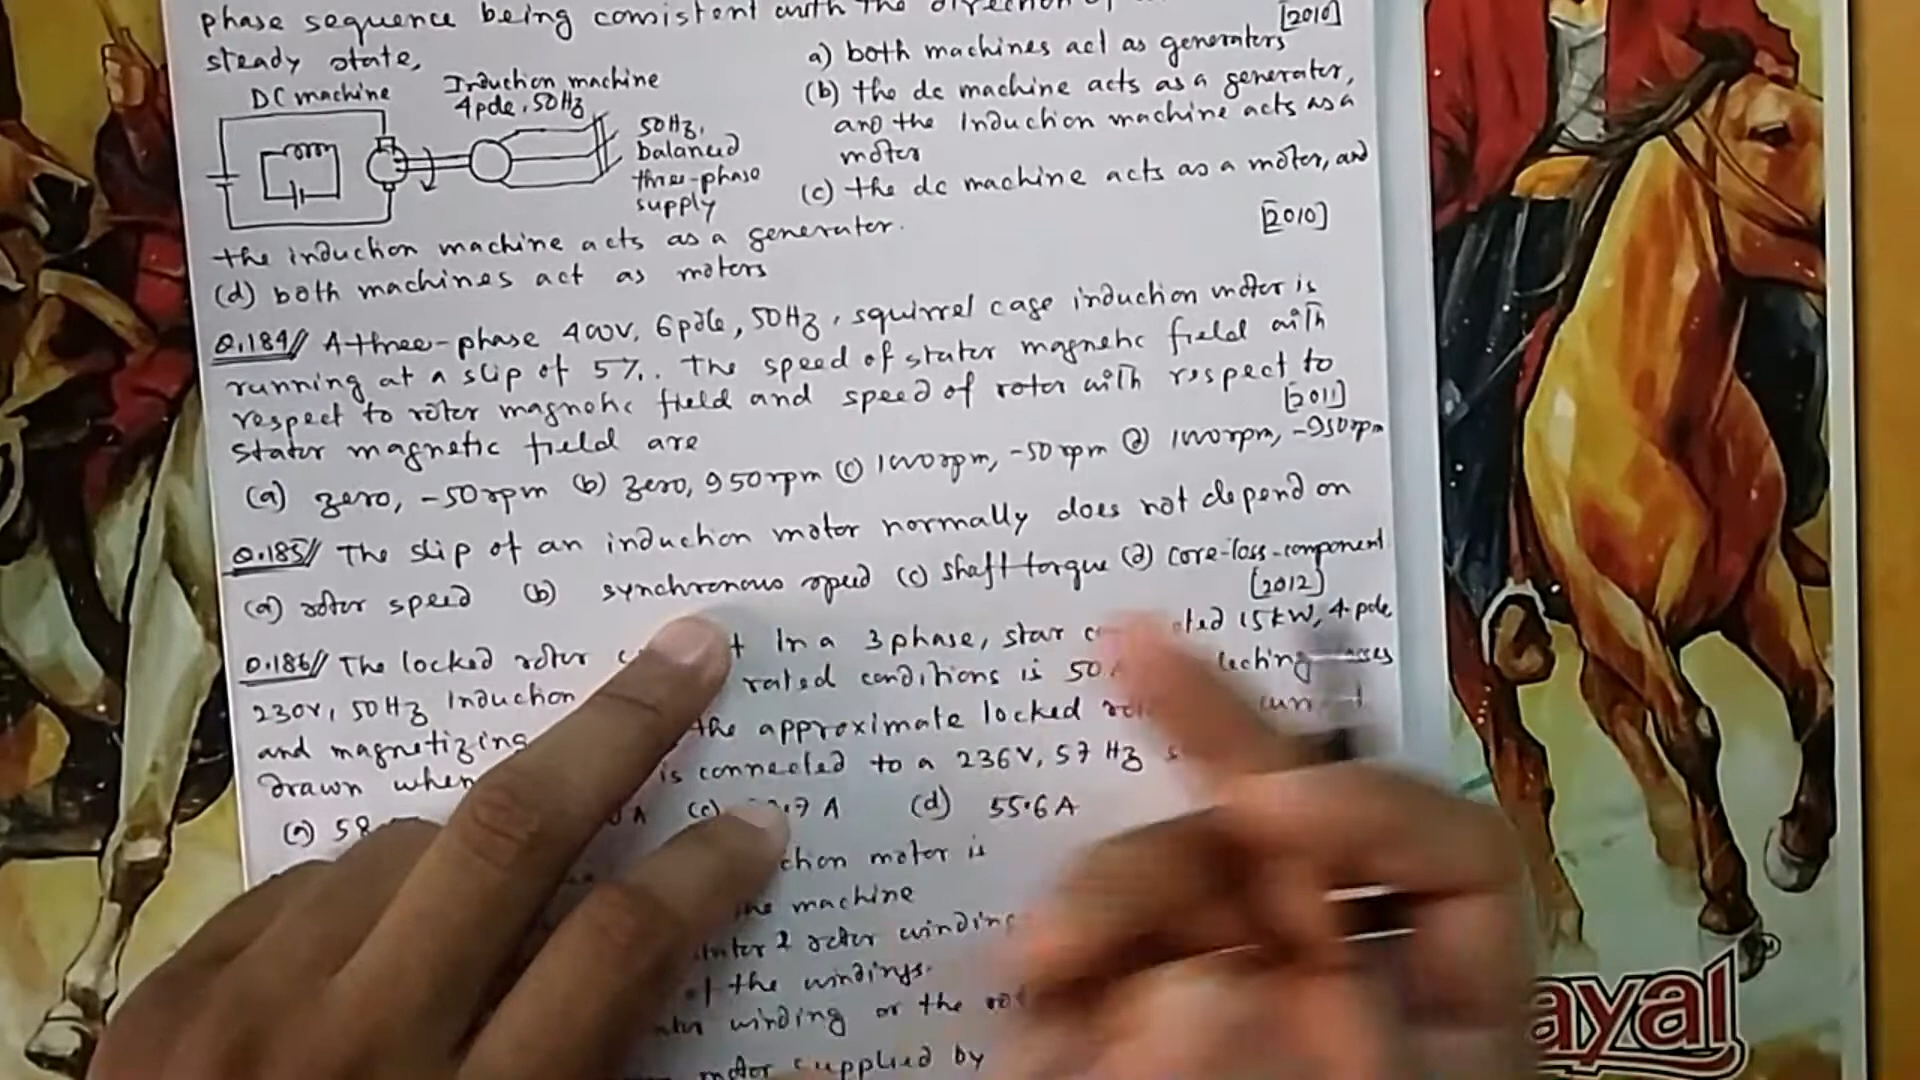 phase sequence being consistent with the direction of
steady state, [2010]
DC machine
Induction machine
4pole, 50Hz
50Hz,
balanced
three-phase
supply
a) both machines act as generators
(b) the dc machine acts as a generator,
and the Induction machine acts as a
motor
(c) the dc machine acts as a motor, and
the induction machine acts as a generator. [2010]
(d) both machines act as motors
Q.184// A three-phase 400V, 6pole, 50Hz, squirrel cage induction motor is
running at a slip of 5%. The speed of stator magnetic field with
respect to rotor magnetic field and speed of rotor with respect to
stator magnetic field are [2011]
(a) zero, -50rpm (b) zero, 950rpm (c) 1000rpm, -50rpm (d) 1000rpm, -950rpm
Q.185// The slip of an induction motor normally does not depend on
(a) rotor speed (b) synchronous speed (c) shaft torque (d) core-loss-component
[2012]
Q.186// The locked rotor in a 3phase, star 15kW, 4-pole
230V, 50Hz Induction rated conditions is 50
and magnetizing the approximate locked
drawn when is connected to a 236V, 57 Hz
(a) 58 (c) (d) 55.6A
motor is
machine
rotor winding
of the windings.
winding or the
motor supplied by
ayal